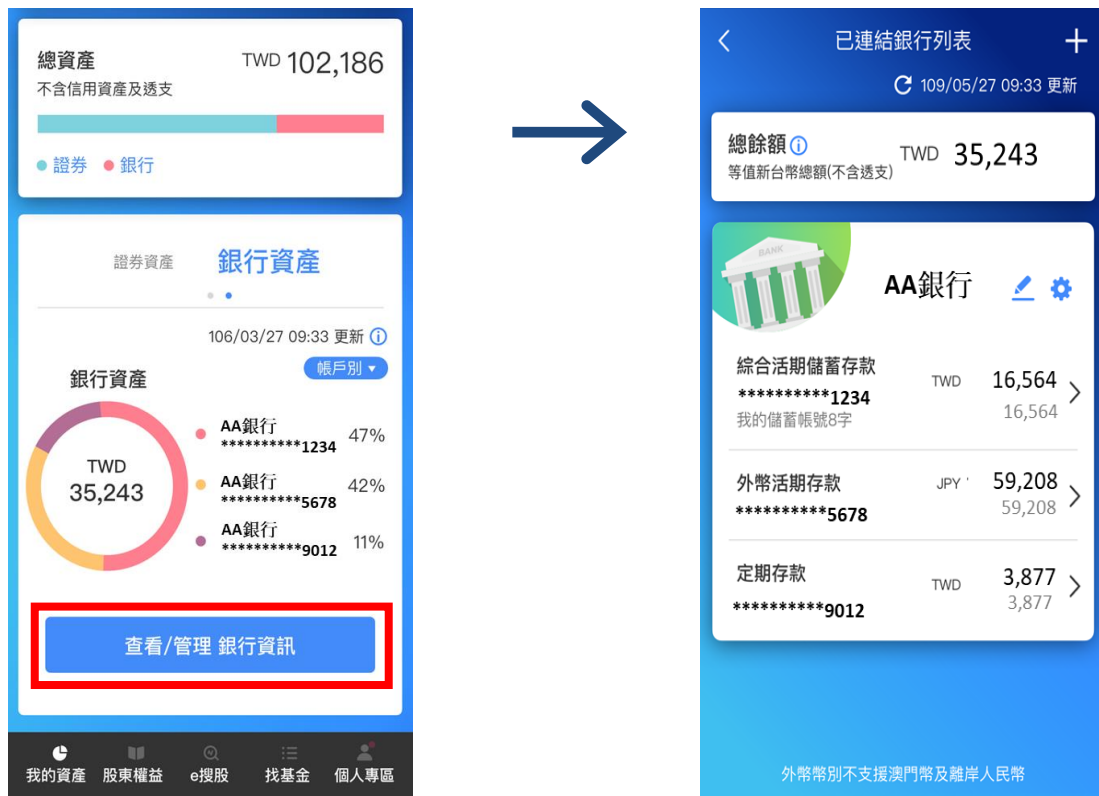 總資產 TWD 102,186
不含信用資產及透支
證券 銀行
證券資產 銀行資產
106/03/27 09:33 更新
帳戶別
銀行資產
AA銀行
**********1234 47%
TWD
35,243
AA銀行
**********5678 42%
AA銀行
**********9012 11%
查看/管理 銀行資訊
我的資產 股東權益 e搜股 找基金 個人專區
已連結銀行列表
109/05/27 09:33 更新
總餘額 TWD 35,243
等值新台幣總額(不含透支)
BANK
AA銀行
綜合活期儲蓄存款 TWD 16,564
**********1234 16,564
我的儲蓄帳號8字
外幣活期存款 JPY 59,208
**********5678 59,208
定期存款 TWD 3,877
**********9012 3,877
外幣幣別不支援澳門幣及離岸人民幣